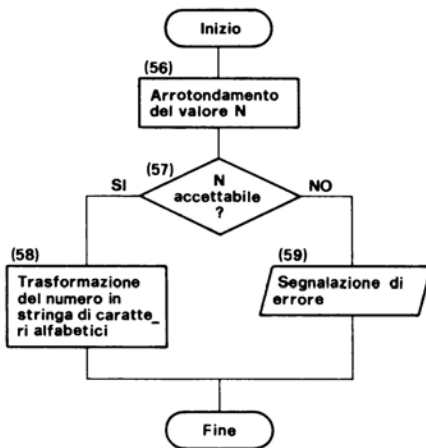 Inizio
(56)
Arrotondamento
del valore N
(57)
N
accettabile
?
SI
NO
(58)
Trasformazione
del numero in
stringa di caratte_
ri alfabetici
(59)
Segnalazione di
errore
Fine